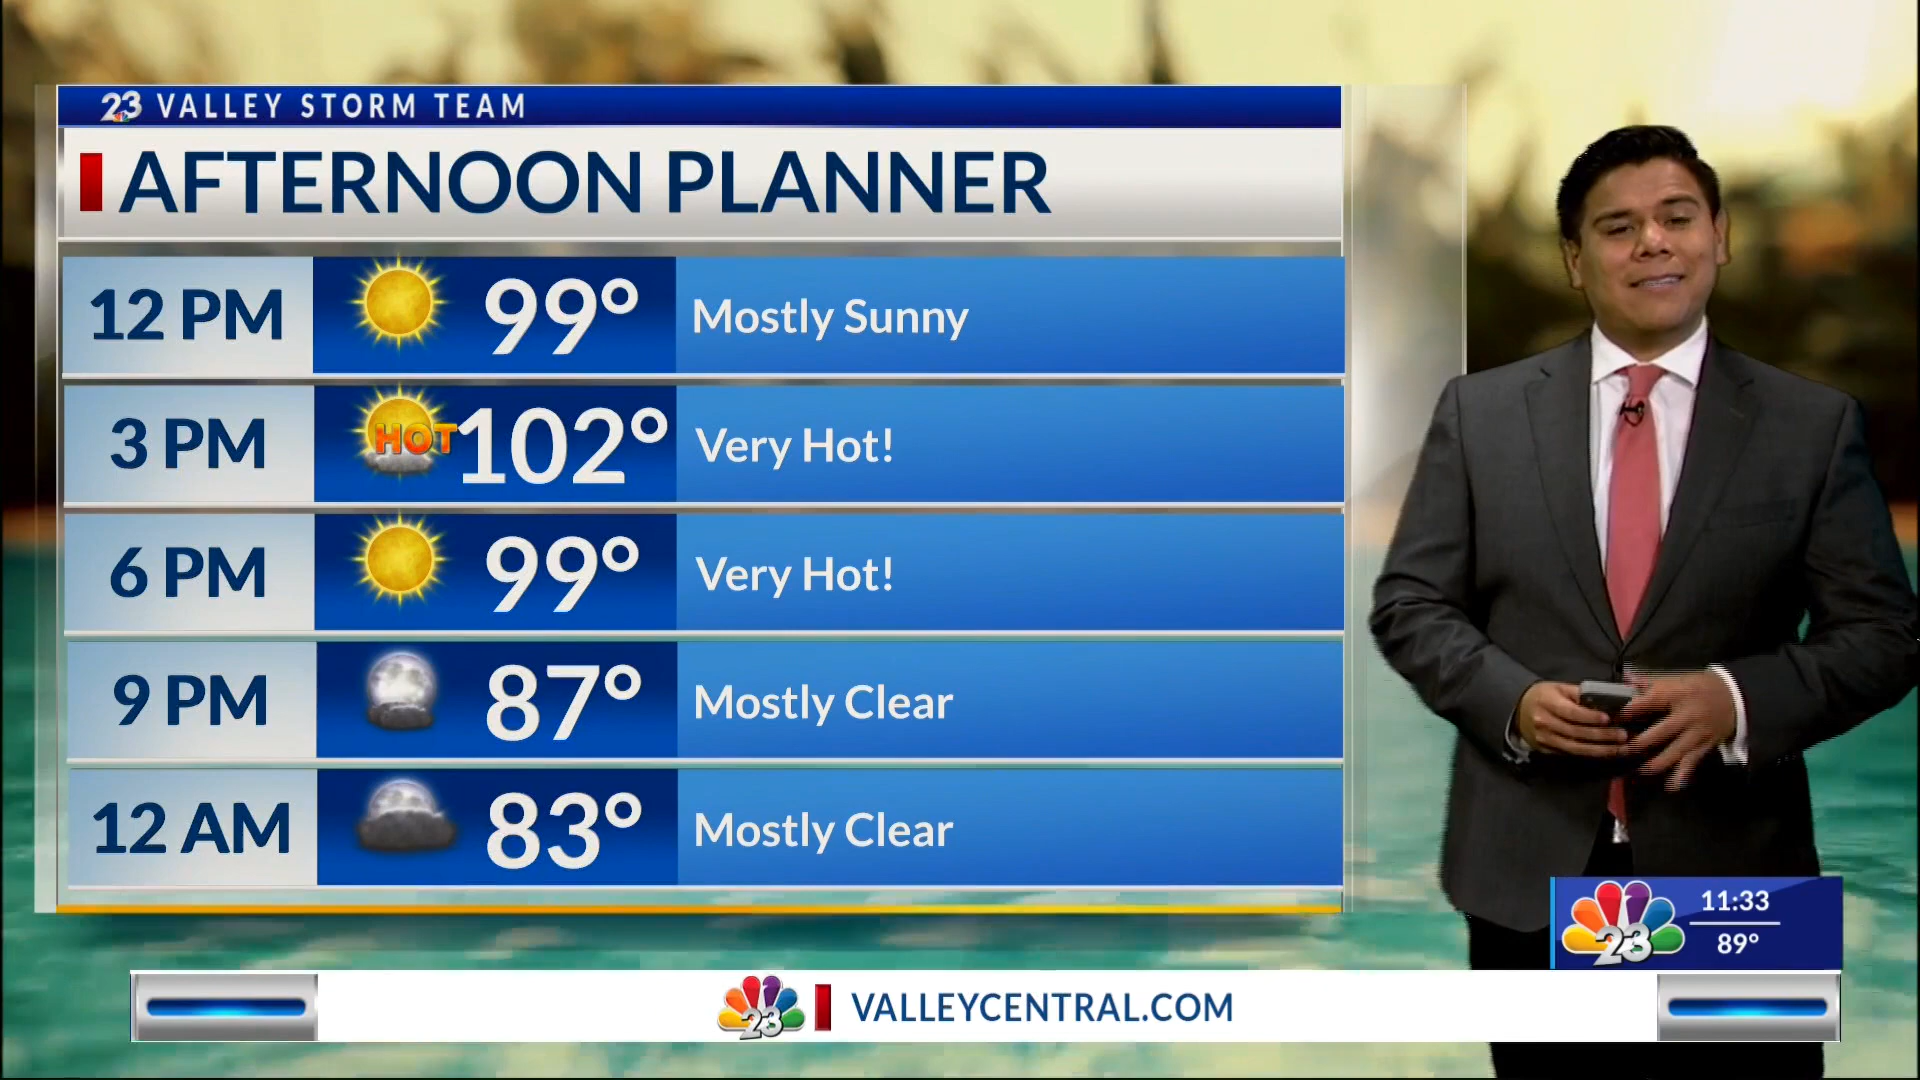 23 VALLEY STORM TEAM
AFTERNOON PLANNER
12 PM 99° Mostly Sunny
3 PM HOT 102° Very Hot!
6 PM 99° Very Hot!
9 PM 87° Mostly Clear
12 AM 83° Mostly Clear
23 11:33
89°
23 VALLEYCENTRAL.COM